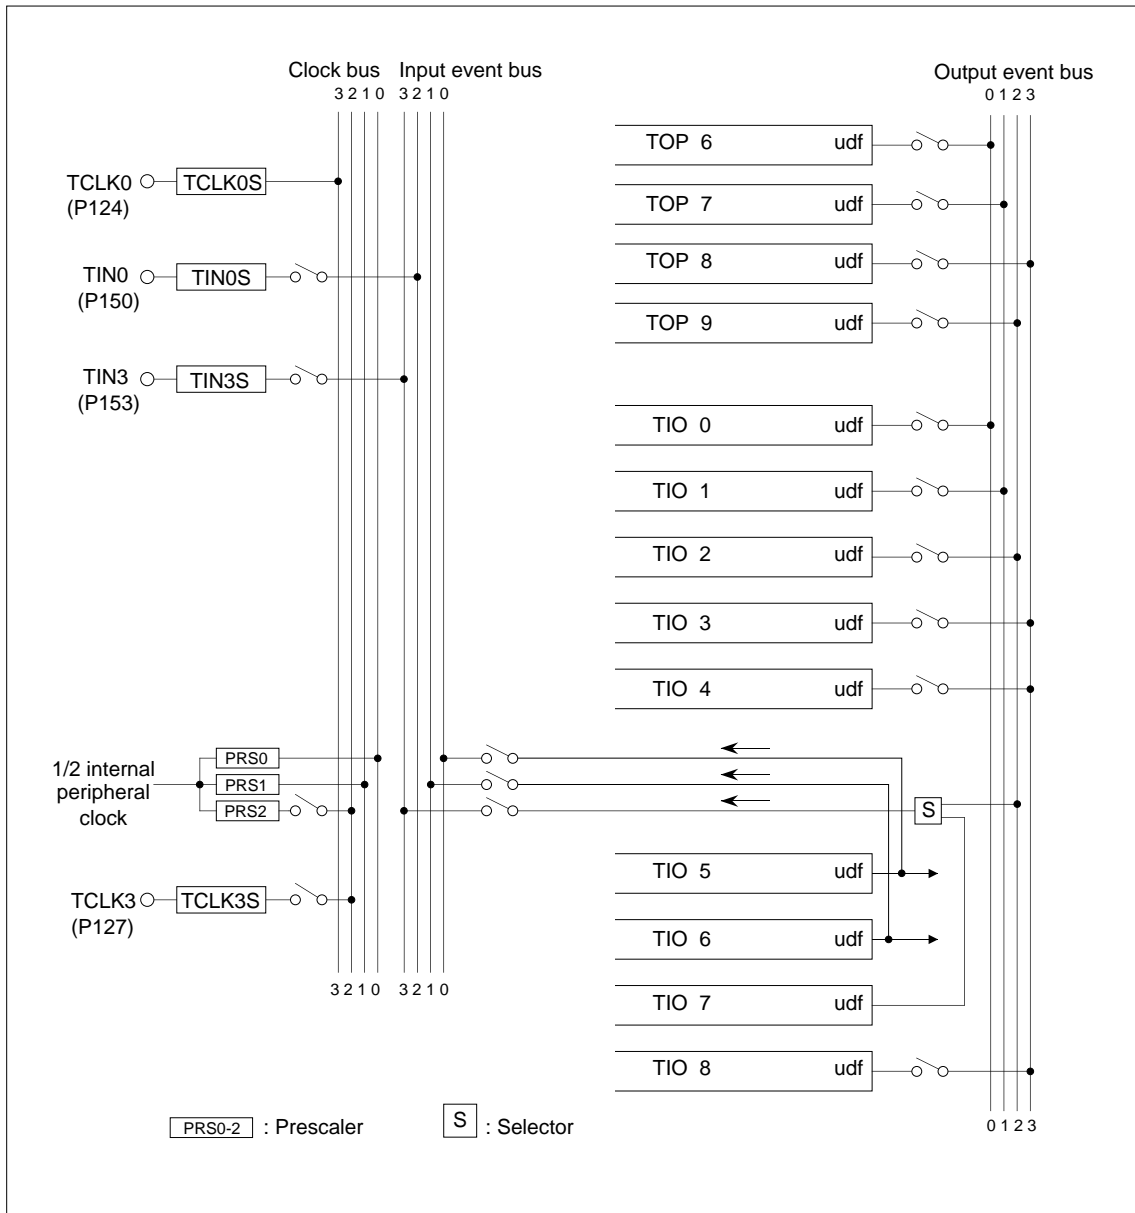 Clock bus
Input event bus
Output event bus
3 2 1 0
3 2 1 0
0 1 2 3
TOP 6 udf
TCLK0
(P124)
TCLK0S
TOP 7 udf
TIN0
(P150)
TIN0S
TOP 8 udf
TOP 9 udf
TIN3
(P153)
TIN3S
TIO 0 udf
TIO 1 udf
TIO 2 udf
TIO 3 udf
TIO 4 udf
1/2 internal
peripheral
clock
PRS0
PRS1
PRS2
S
TIO 5 udf
TCLK3
(P127)
TCLK3S
TIO 6 udf
3 2 1 0
3 2 1 0
TIO 7 udf
TIO 8 udf
PRS0-2 : Prescaler
S : Selector
0 1 2 3